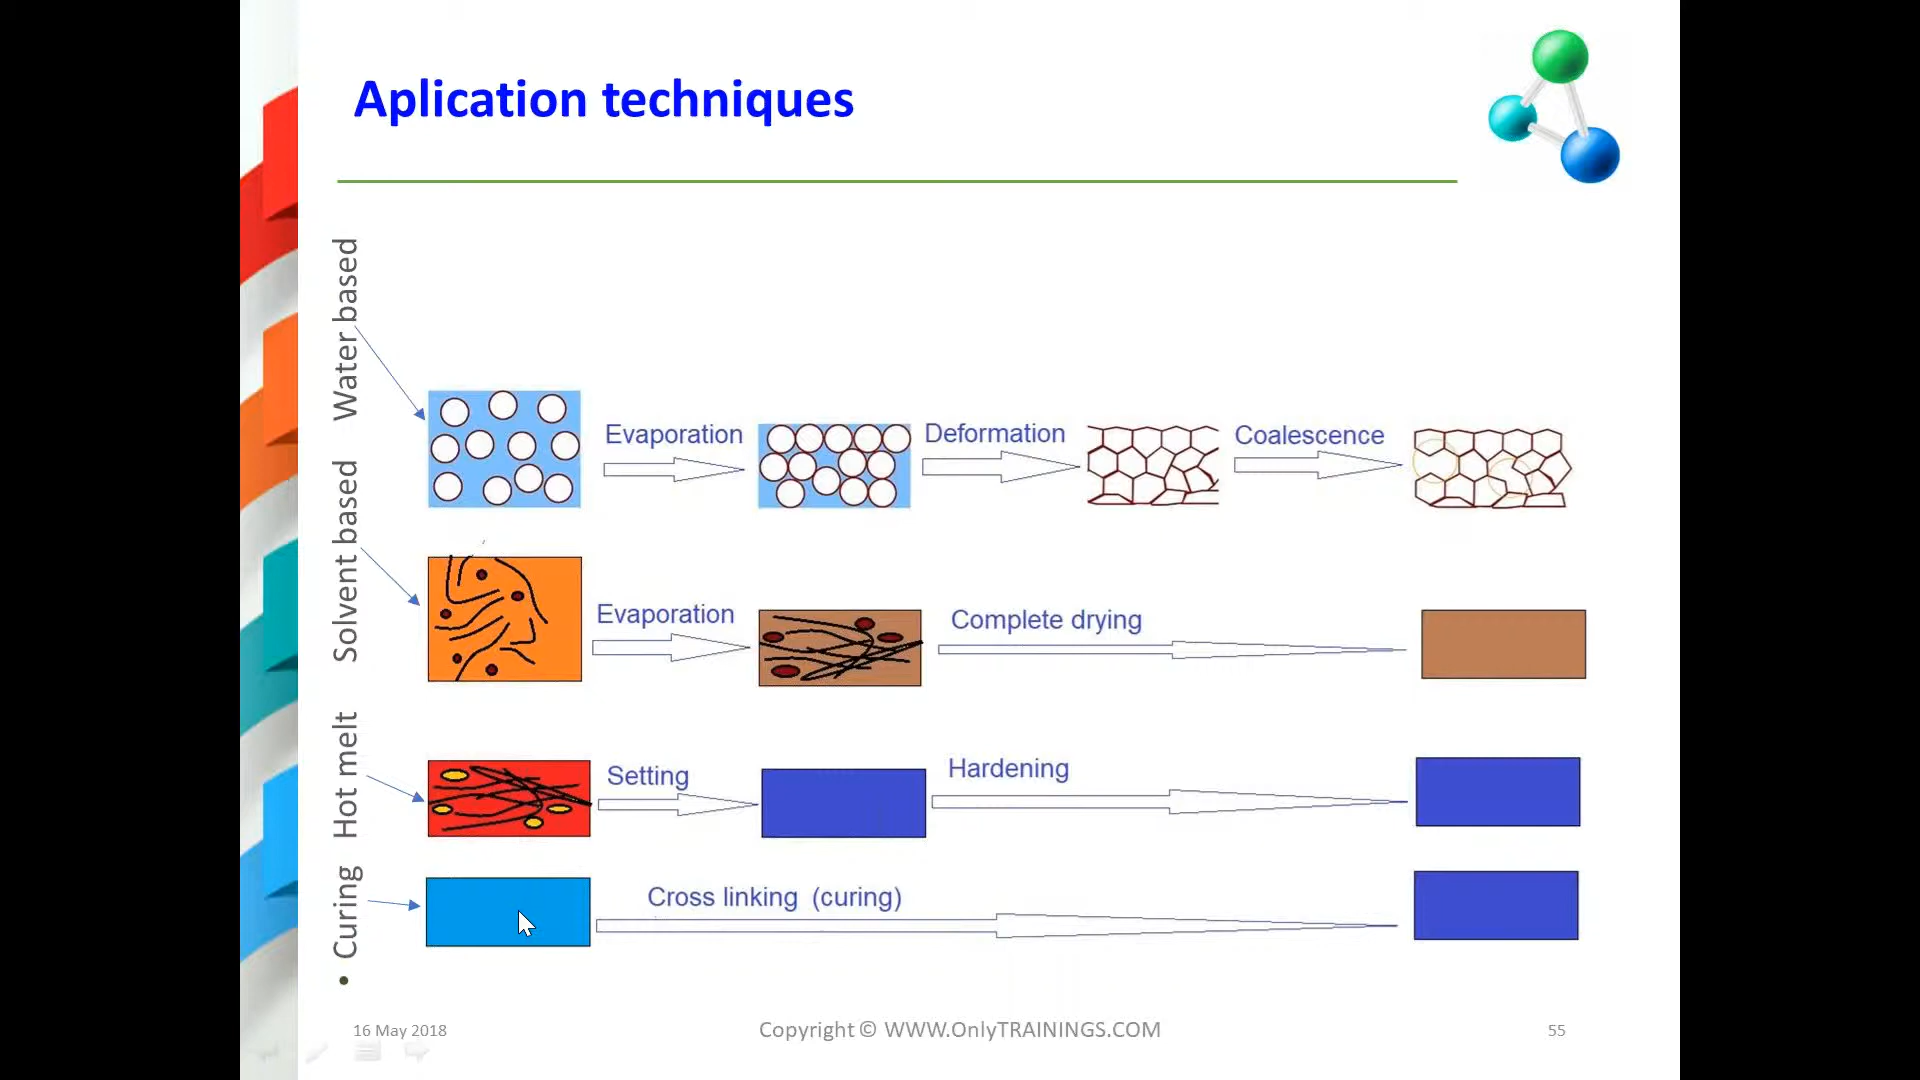 Aplication techniques
Water based
Evaporation
Deformation
Coalescence
Solvent based
Evaporation
Complete drying
Hot melt
Setting
Hardening
• Curing
Cross linking (curing)
16 May 2018
Copyright © WWW.OnlyTRAININGS.COM
55